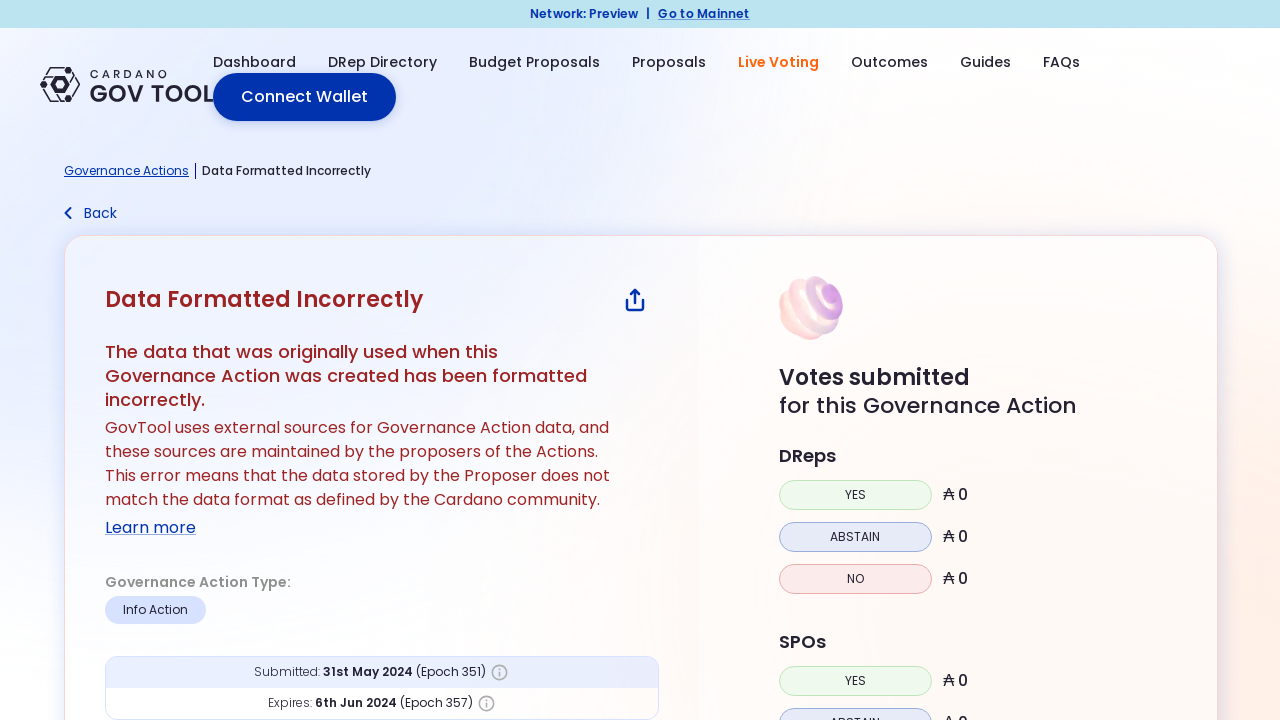 Network: Preview | Go to Mainnet
CARDANO
GOV TOOL
Dashboard
DRep Directory
Budget Proposals
Proposals
Live Voting
Outcomes
Guides
FAQs
Connect Wallet
Governance Actions | Data Formatted Incorrectly
Back
Data Formatted Incorrectly
The data that was originally used when this
Governance Action was created has been formatted
incorrectly.
GovTool uses external sources for Governance Action data, and
these sources are maintained by the proposers of the Actions.
This error means that the data stored by the Proposer does not
match the data format as defined by the Cardano community.
Learn more
Governance Action Type:
Info Action
Submitted: 31st May 2024 (Epoch 351)
Expires: 6th Jun 2024 (Epoch 357)
Votes submitted
for this Governance Action
DReps
YES ₳ 0
ABSTAIN ₳ 0
NO ₳ 0
SPOs
YES ₳ 0
ABSTAIN ₳ 0